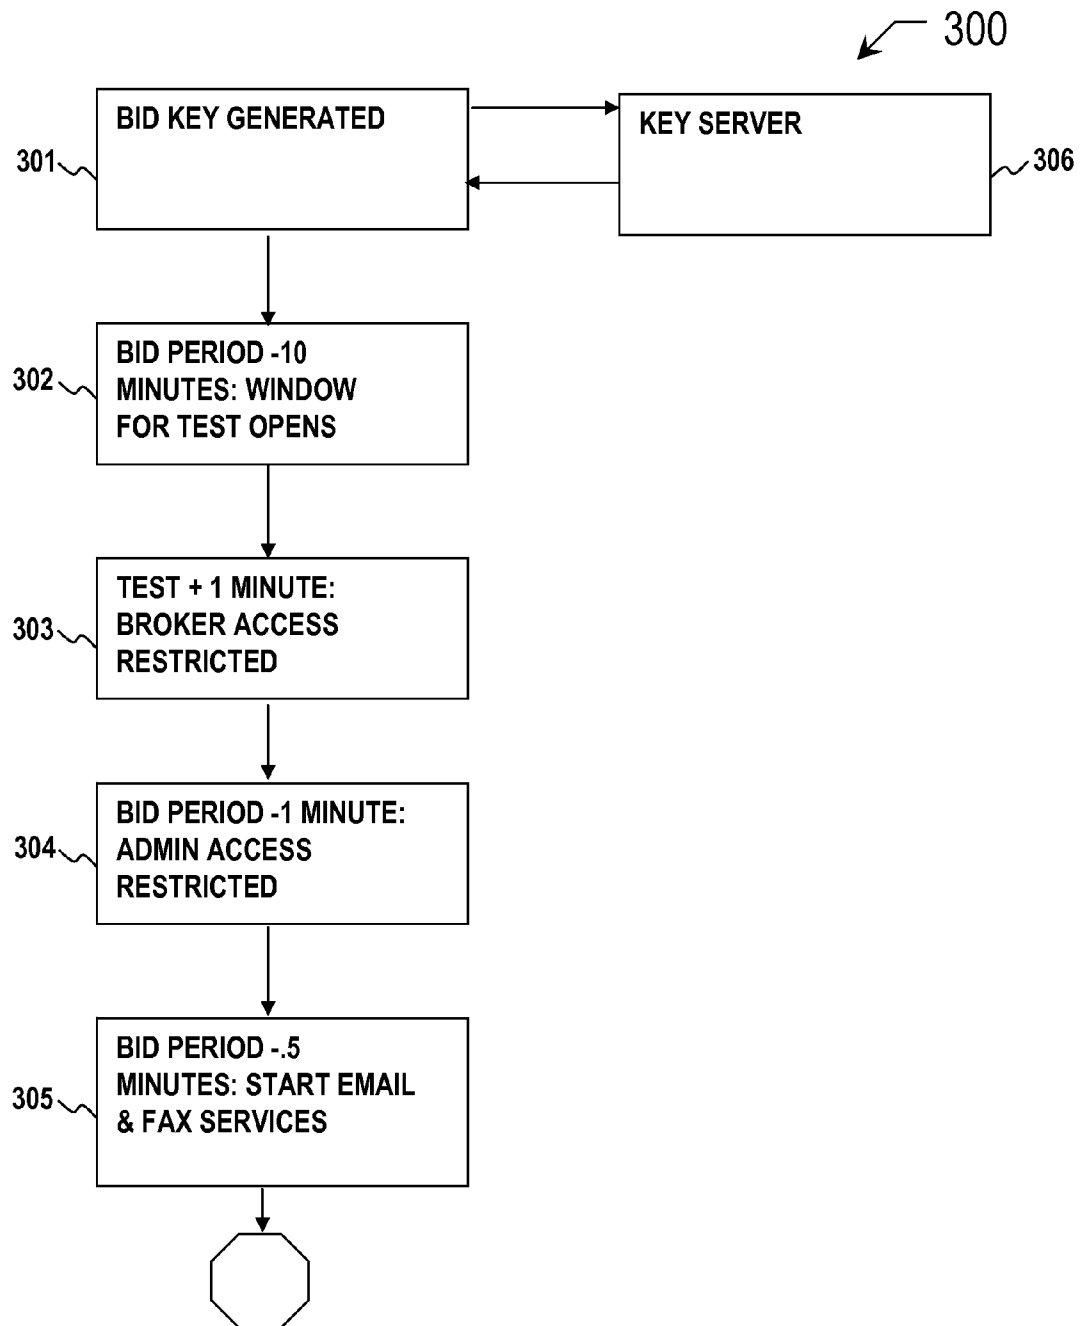 300
BID KEY GENERATED
KEY SERVER
301
306
BID PERIOD -10
MINUTES: WINDOW
FOR TEST OPENS
302
TEST + 1 MINUTE:
BROKER ACCESS
RESTRICTED
303
BID PERIOD -1 MINUTE:
ADMIN ACCESS
RESTRICTED
304
BID PERIOD -.5
MINUTES: START EMAIL
& FAX SERVICES
305